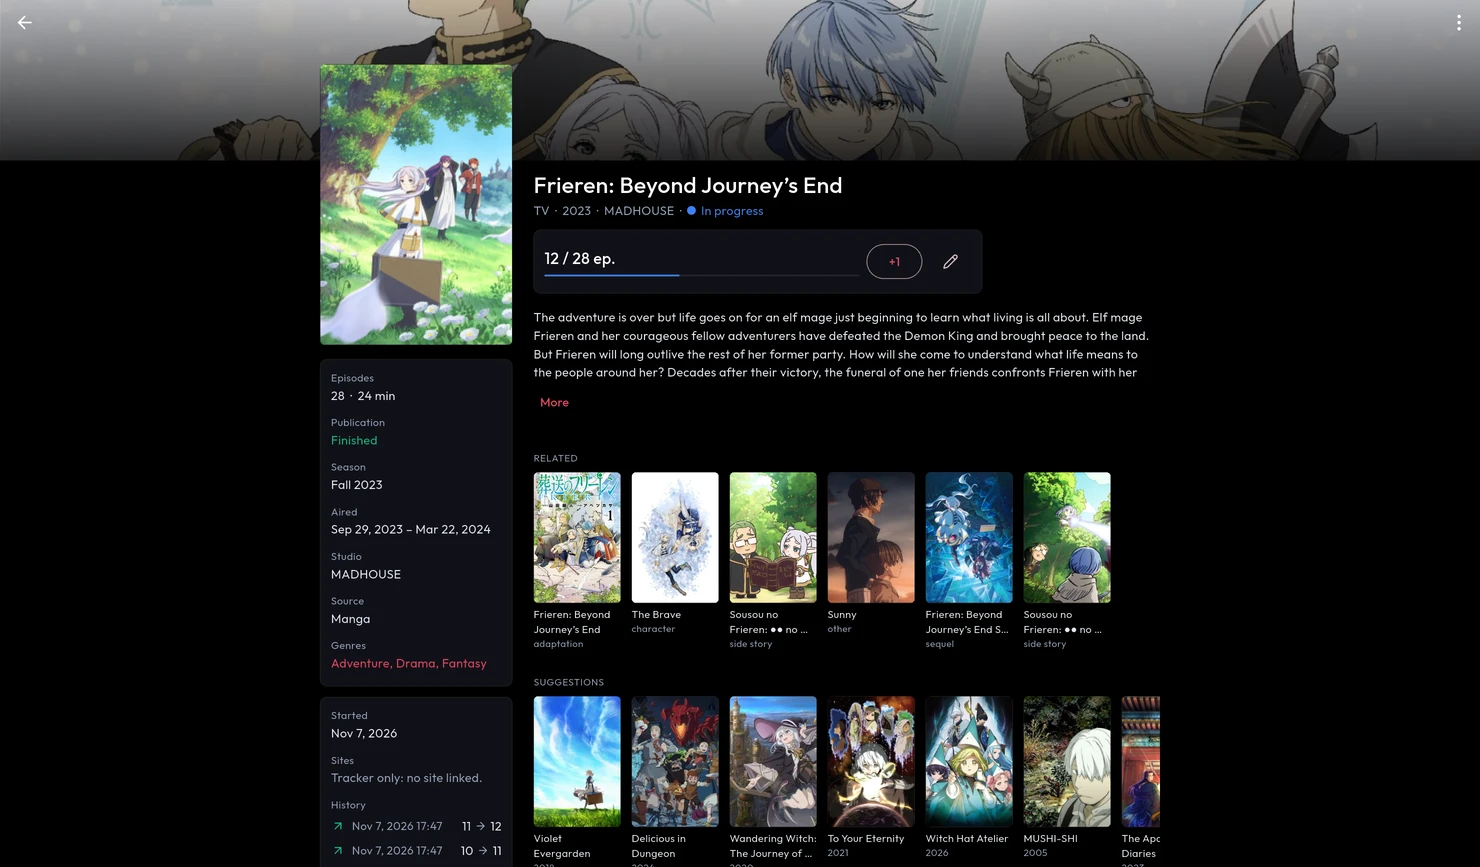 Frieren: Beyond Journey’s End
TV · 2023 · MADHOUSE · In progress
12 / 28 ep.
+1
The adventure is over but life goes on for an elf mage just beginning to learn what living is all about. Elf mage
Frieren and her courageous fellow adventurers have defeated the Demon King and brought peace to the land.
But Frieren will long outlive the rest of her former party. How will she come to understand what life means to
the people around her? Decades after their victory, the funeral of one her friends confronts Frieren with her
More
Episodes
28 · 24 min
Publication
Finished
Season
Fall 2023
Aired
Sep 29, 2023 – Mar 22, 2024
Studio
MADHOUSE
Source
Manga
Genres
Adventure, Drama, Fantasy
Started
Nov 7, 2026
Sites
Tracker only: no site linked.
History
Nov 7, 2026 17:47 11 → 12
Nov 7, 2026 17:47 10 → 11
RELATED
葬送のフリーレン
1
Frieren: Beyond
Journey’s End
adaptation
The Brave
character
Sousou no
Frieren: ●● no ...
side story
Sunny
other
Frieren: Beyond
Journey’s End S...
sequel
Sousou no
Frieren: ●● no ...
side story
SUGGESTIONS
Violet
Evergarden
Delicious in
Dungeon
Wandering Witch:
The Journey of ...
To Your Eternity
2021
Witch Hat Atelier
2026
MUSHI-SHI
2005
The Apo
Diaries